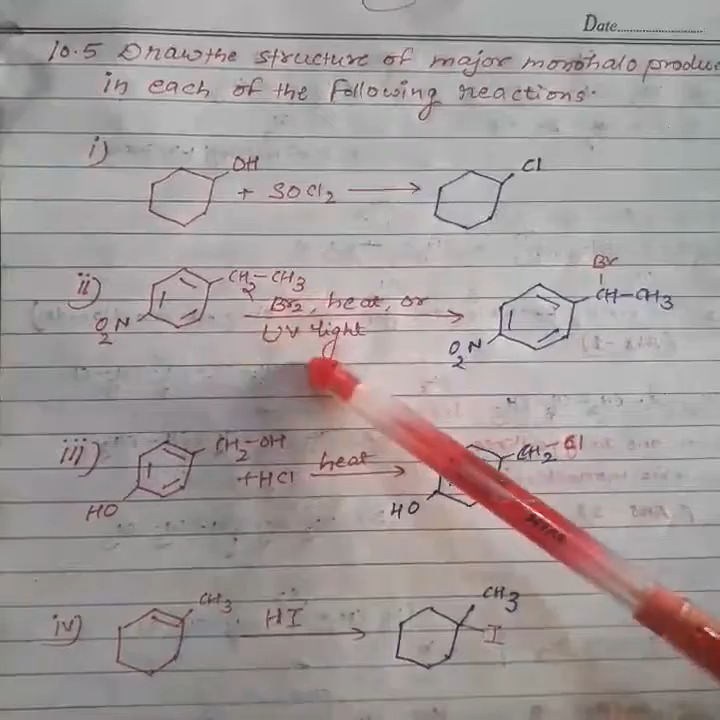 Date
10.5 Draw the structure of major monohalo produc
in each of the following reactions.
i) OH + SOCl2 → Cl
ii) CH2-CH3 O2N Br2, heat, or UV light → Br CH-CH3 O2N
iii) CH2-OH HO +HCl heat → CH2-Cl HO
iv) CH3 HI → CH3 I